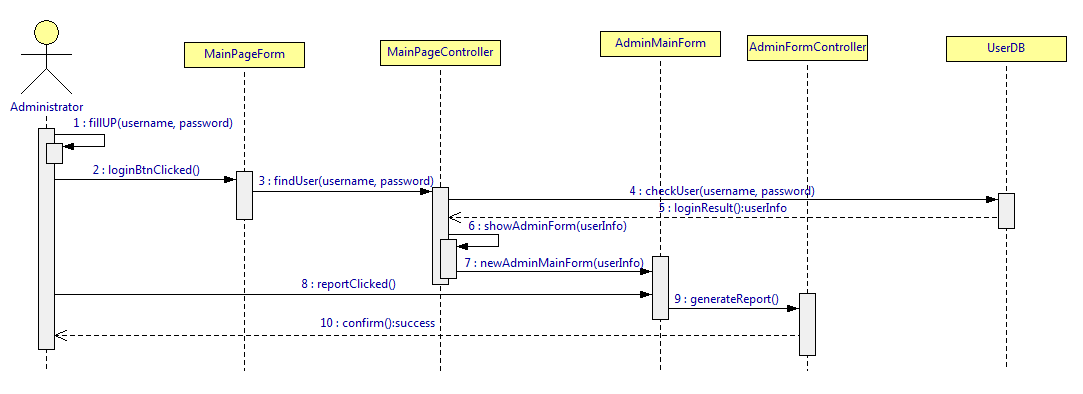 Administrator
MainPageForm
MainPageController
AdminMainForm
AdminFormController
UserDB
1 : fillUP(username, password)
2 : loginBtnClicked()
3 : findUser(username, password)
4 : checkUser(username, password)
5 : loginResult():userInfo
6 : showAdminForm(userInfo)
7 : newAdminMainForm(userInfo)
8 : reportClicked()
9 : generateReport()
10 : confirm():success